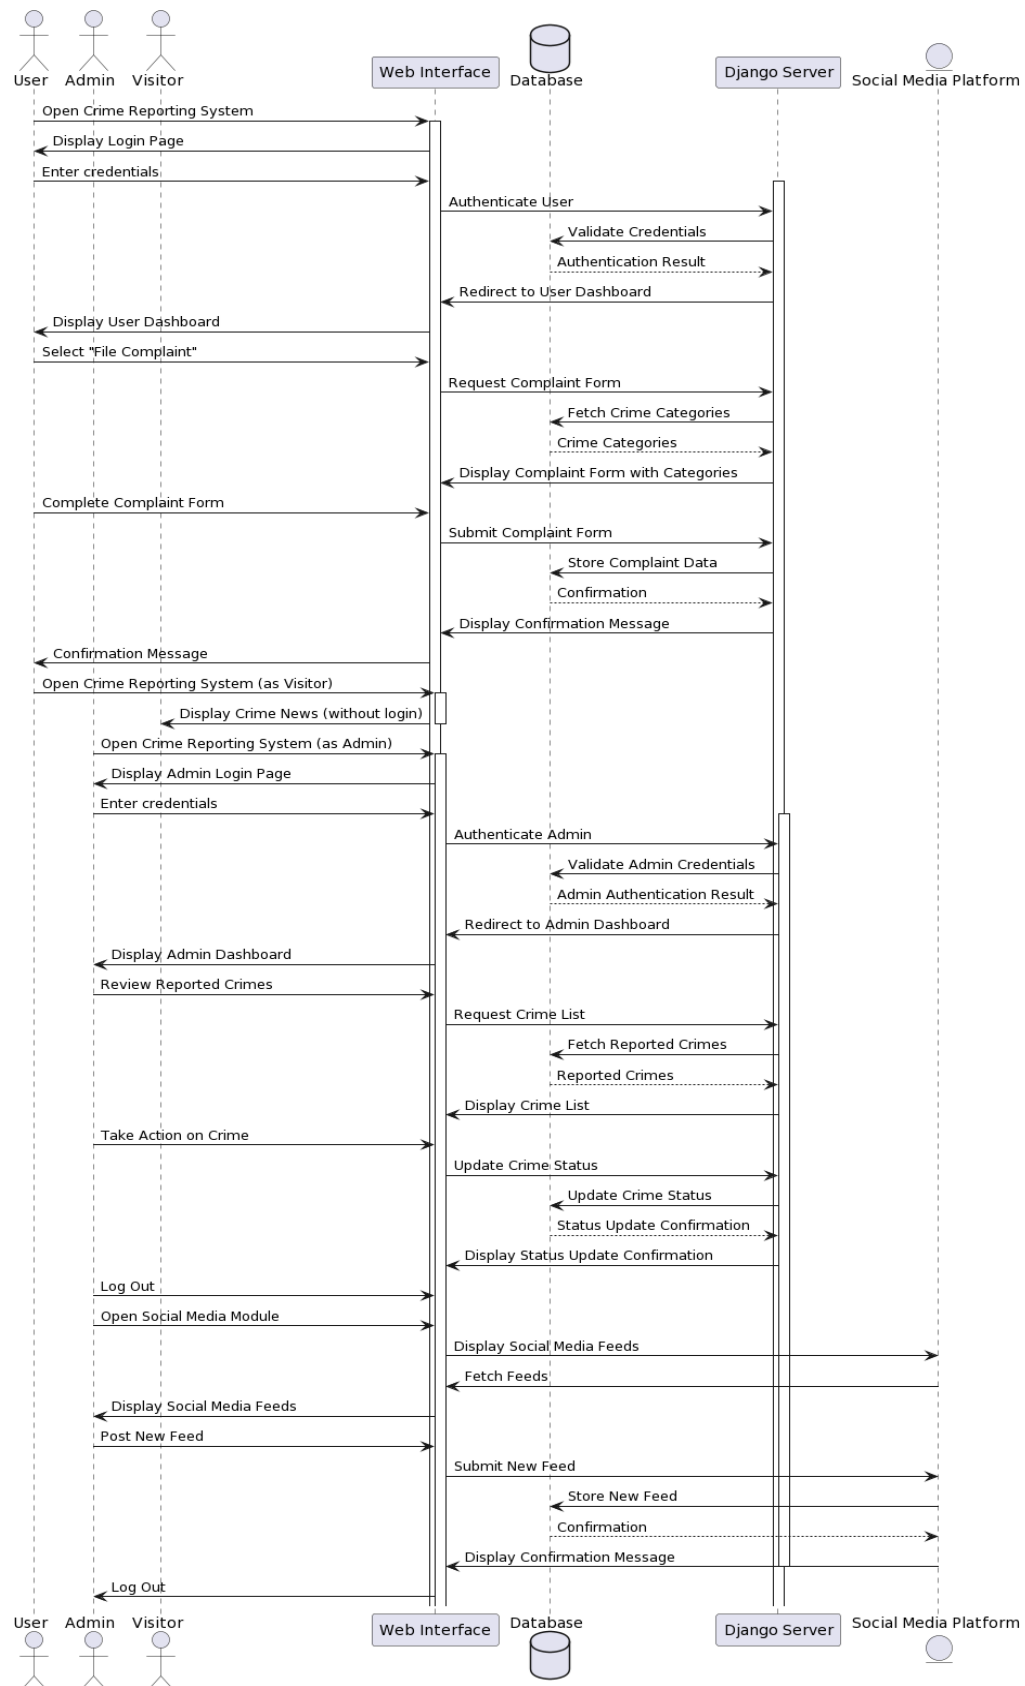 User
Admin
Visitor
Web Interface
Database
Django Server
Social Media Platform
Open Crime Reporting System
Display Login Page
Enter credentials
Authenticate User
Validate Credentials
Authentication Result
Redirect to User Dashboard
Display User Dashboard
Select "File Complaint"
Request Complaint Form
Fetch Crime Categories
Crime Categories
Display Complaint Form with Categories
Complete Complaint Form
Submit Complaint Form
Store Complaint Data
Confirmation
Display Confirmation Message
Confirmation Message
Open Crime Reporting System (as Visitor)
Display Crime News (without login)
Open Crime Reporting System (as Admin)
Display Admin Login Page
Enter credentials
Authenticate Admin
Validate Admin Credentials
Admin Authentication Result
Redirect to Admin Dashboard
Display Admin Dashboard
Review Reported Crimes
Request Crime List
Fetch Reported Crimes
Reported Crimes
Display Crime List
Take Action on Crime
Update Crime Status
Update Crime Status
Status Update Confirmation
Display Status Update Confirmation
Log Out
Open Social Media Module
Display Social Media Feeds
Fetch Feeds
Display Social Media Feeds
Post New Feed
Submit New Feed
Store New Feed
Confirmation
Display Confirmation Message
Log Out
User
Admin
Visitor
Web Interface
Database
Django Server
Social Media Platform